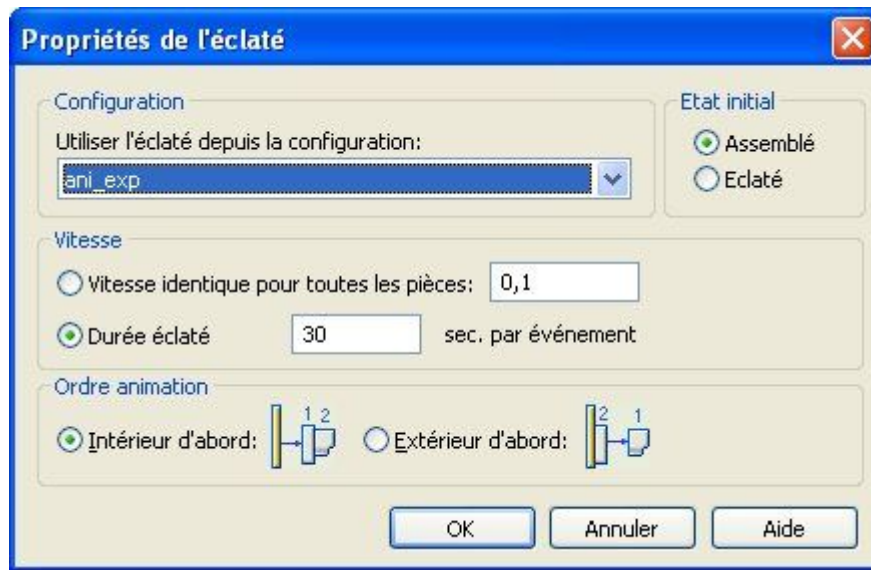 Propriétés de l'éclaté
Configuration
Utiliser l'éclaté depuis la configuration:
ani_exp
Etat initial
Assemblé
Eclaté
Vitesse
Vitesse identique pour toutes les pièces: 0,1
Durée éclaté 30 sec. par événement
Ordre animation
Intérieur d'abord: 1 2 Extérieur d'abord: 2 1
OK Annuler Aide